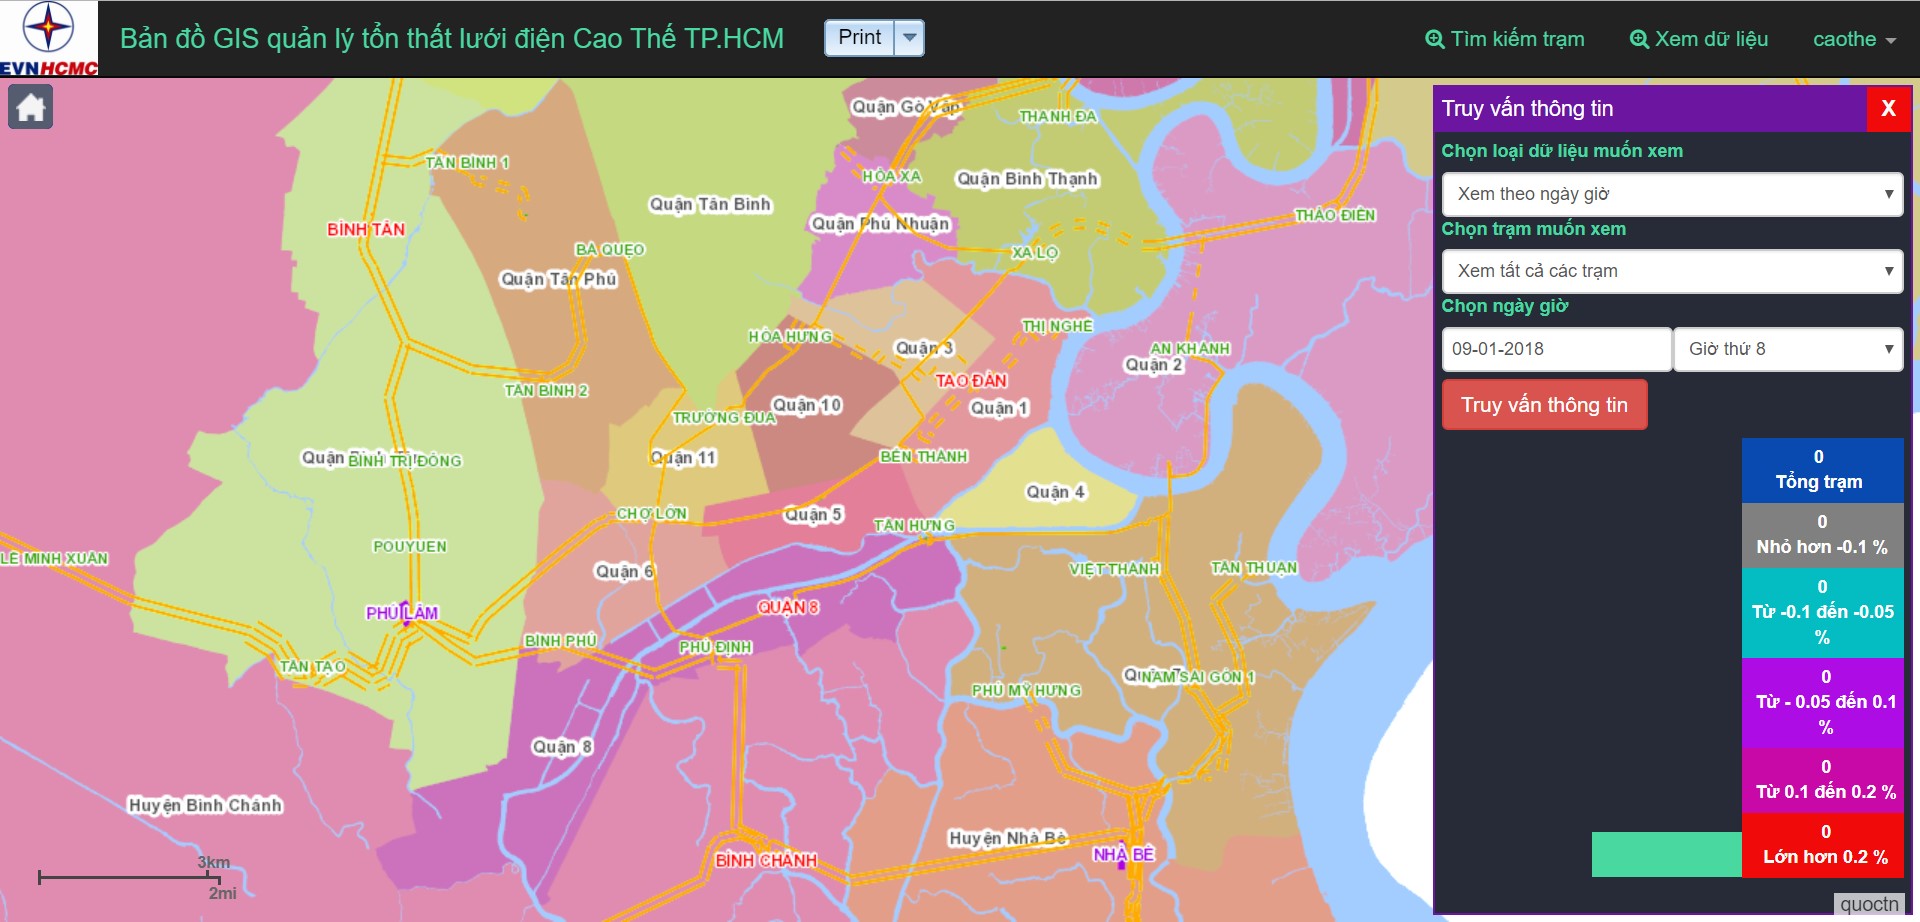 EVNHCMC
Bản đồ GIS quản lý tổn thất lưới điện Cao Thế TP.HCM
Print
Tìm kiếm trạm
Xem dữ liệu
caothe
Truy vấn thông tin
X
Chọn loại dữ liệu muốn xem
Xem theo ngày giờ
Chọn trạm muốn xem
Xem tất cả các trạm
Chọn ngày giờ
09-01-2018
Giờ thứ 8
Truy vấn thông tin
0
Tổng trạm
0
Nhỏ hơn -0.1 %
0
Từ -0.1 đến -0.05
%
0
Từ - 0.05 đến 0.1
%
0
Từ 0.1 đến 0.2 %
0
Lớn hơn 0.2 %
quoctn
Quận Gò Vấp
THANH ĐA
TÂN BÌNH 1
HỎA XA
Quận Bình Thạnh
Quận Tân Bình
THẢO ĐIỀN
BÌNH TÂN
Quận Phú Nhuận
BÀ QUẸO
XA LỘ
Quận Tân Phú
THỊ NGHÈ
HÒA HƯNG
Quận 3
AN KHÁNH
Quận 2
TAO ĐÀN
TÂN BÌNH 2
Quận 10
Quận 1
TRƯỜNG ĐUA
BẾN THÀNH
Quận
BÌNH TRỊ ĐÔNG
Quận 11
Quận 4
CHỢ LỚN
Quận 5
TÂN HƯNG
POUYUEN
LÊ MINH XUÂN
Quận 6
VIỆT THÀNH
TÂN THUẬN
PHÚ LÂM
QUẬN 8
BÌNH PHÚ
PHÚ ĐỊNH
TÂN TẠO
NAM SÀI GÒN 1
PHÚ MỸ HƯNG
Quận 8
Huyện Bình Chánh
Huyện Nhà Bè
NHÀ BÈ
BÌNH CHÁNH
3km
2mi